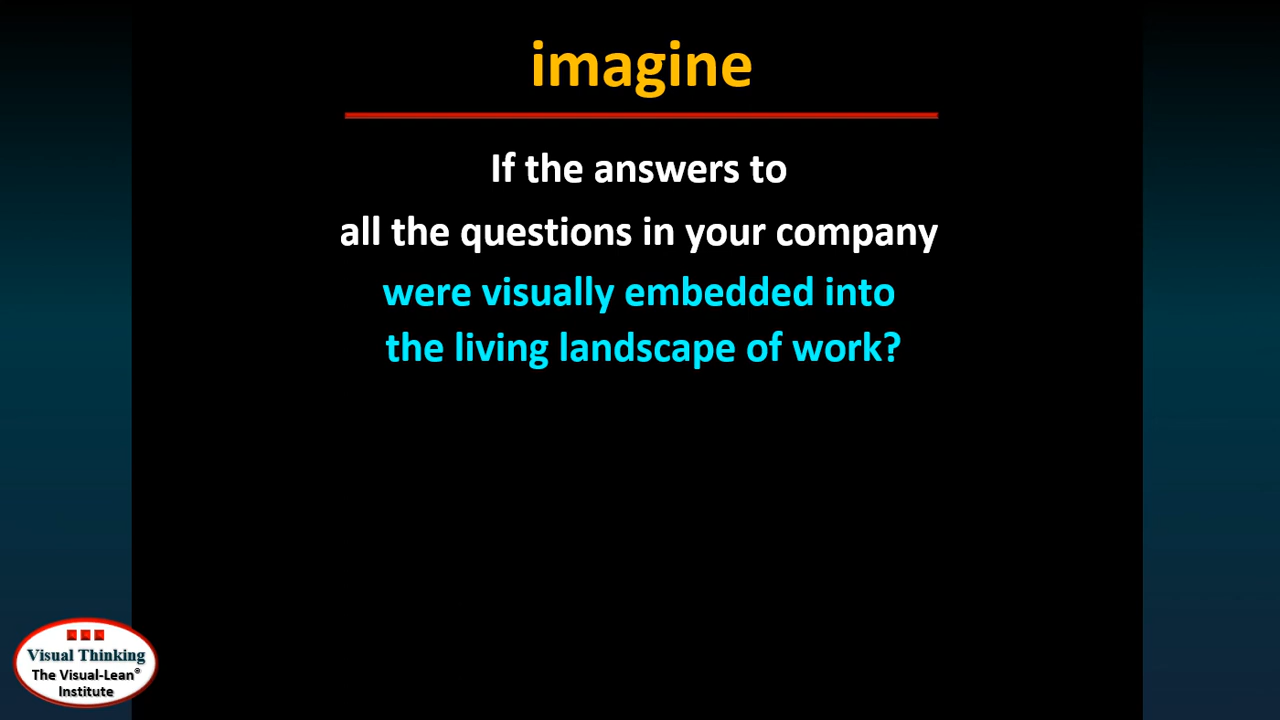 imagine
If the answers to
all the questions in your company
were visually embedded into
the living landscape of work?
Visual Thinking
The Visual-Lean®
Institute